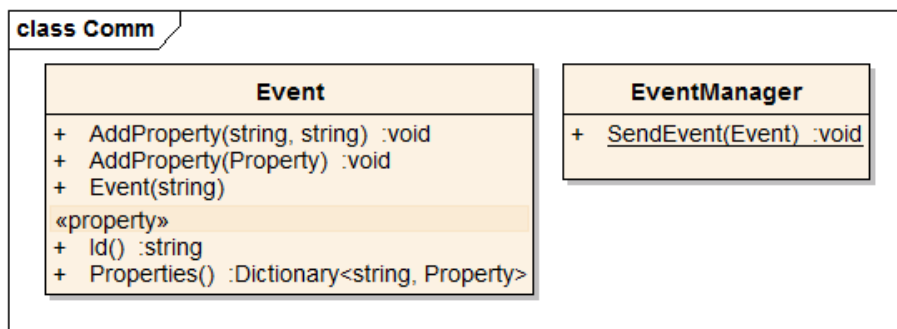 class Comm
Event
+ AddProperty(string, string) :void
+ AddProperty(Property) :void
+ Event(string)
«property»
+ Id() :string
+ Properties() :Dictionary<string, Property>
EventManager
+ SendEvent(Event) :void